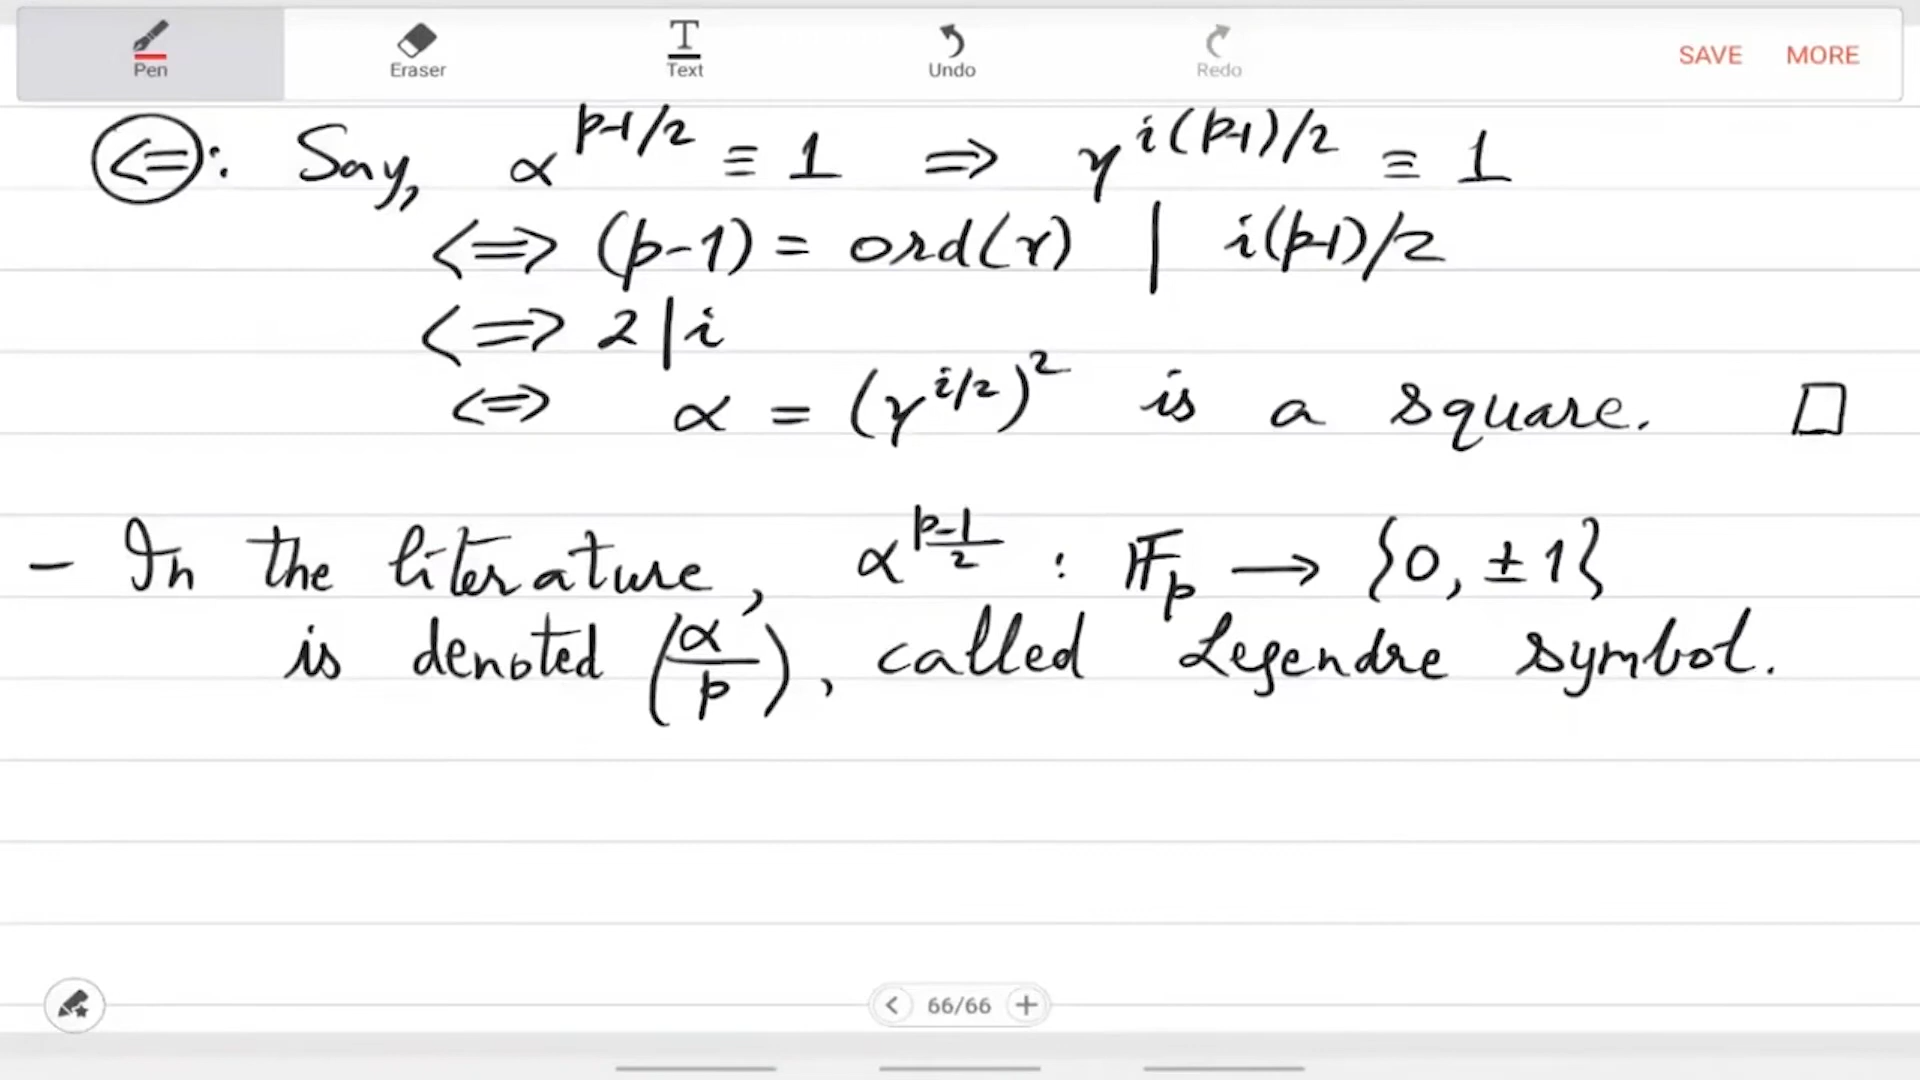 Pen Eraser Text Undo Redo SAVE MORE
(<=): Say, α^{p-1/2} ≡ 1 => γ^{i(p-1)/2} ≡ 1
<=> (p-1) = ord(γ) | i(p-1)/2
<=> 2|i
<=> α = (γ^{i/2})^2 is a square. □
- In the literature, α^{\frac{p-1}{2}} : 𝔽_p → {0, ±1}
is denoted (\frac{α}{p}), called Legendre symbol.
66/66